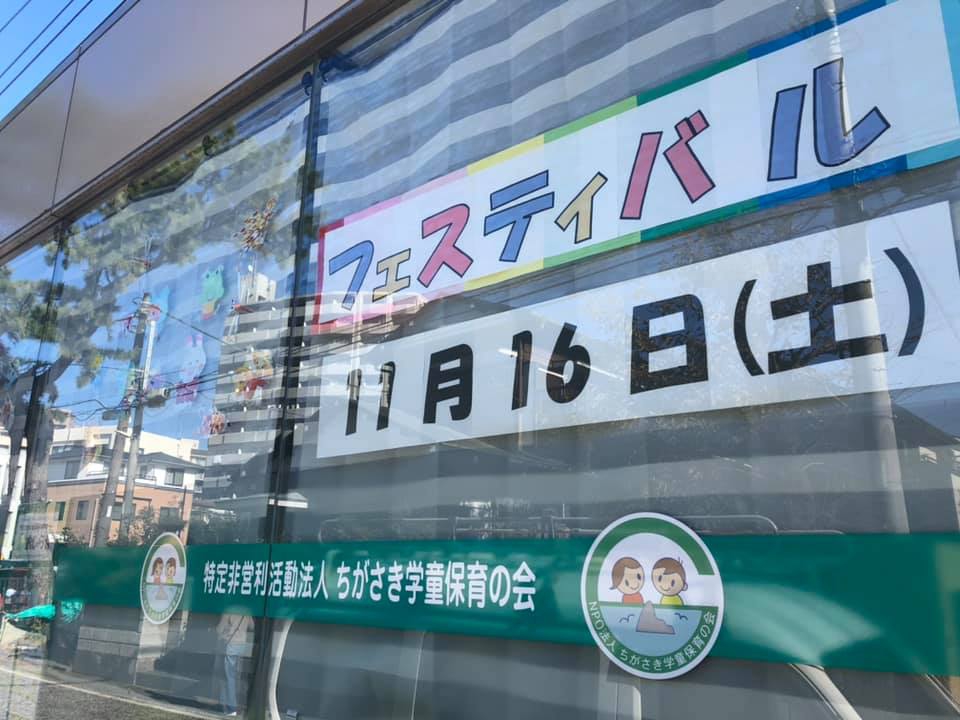 フェスティバル
11月16日(土)
特定非営利活動法人 ちがさき学童保育の会
NPO法人 ちがさき学童保育の会